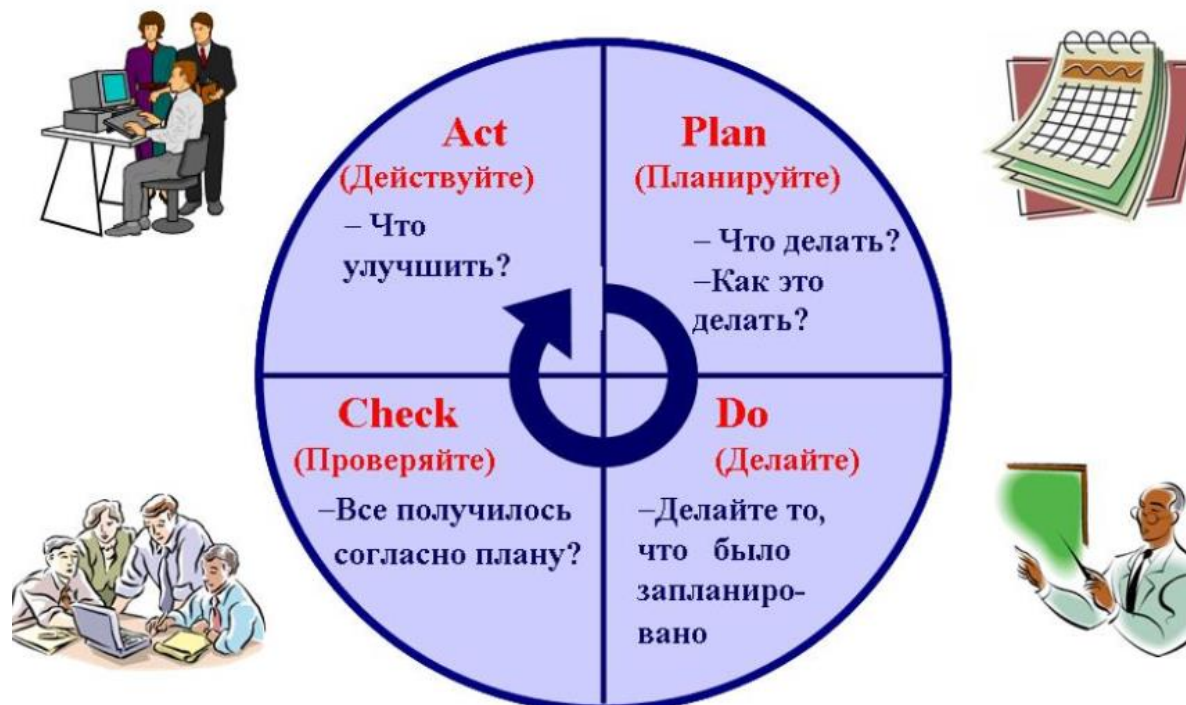 Act
(Действуйте)
– Что
улучшить?
Plan
(Планируйте)
– Что делать?
–Как это
делать?
Check
(Проверяйте)
–Все получилось
согласно плану?
Do
(Делайте)
–Делайте то,
что было
запланиро-
вано